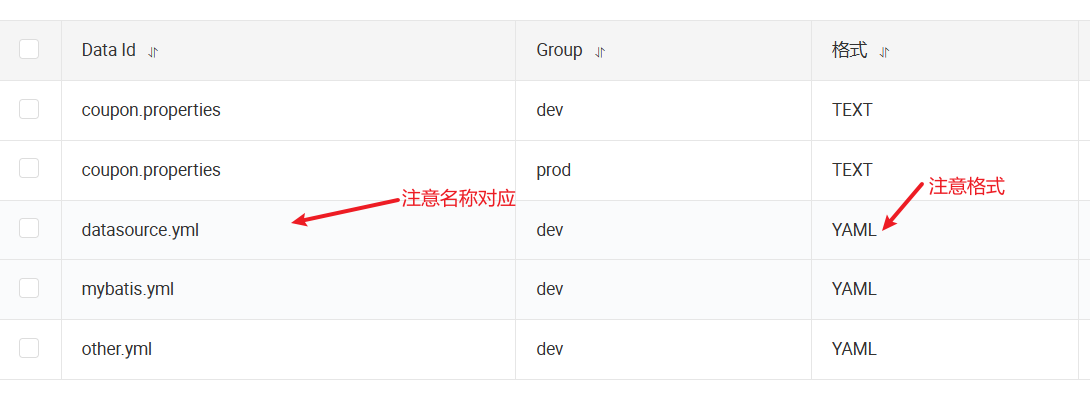 Data Id Group 格式
coupon.properties dev TEXT
coupon.properties prod TEXT
注意名称对应 注意格式
datasource.yml dev YAML
mybatis.yml dev YAML
other.yml dev YAML